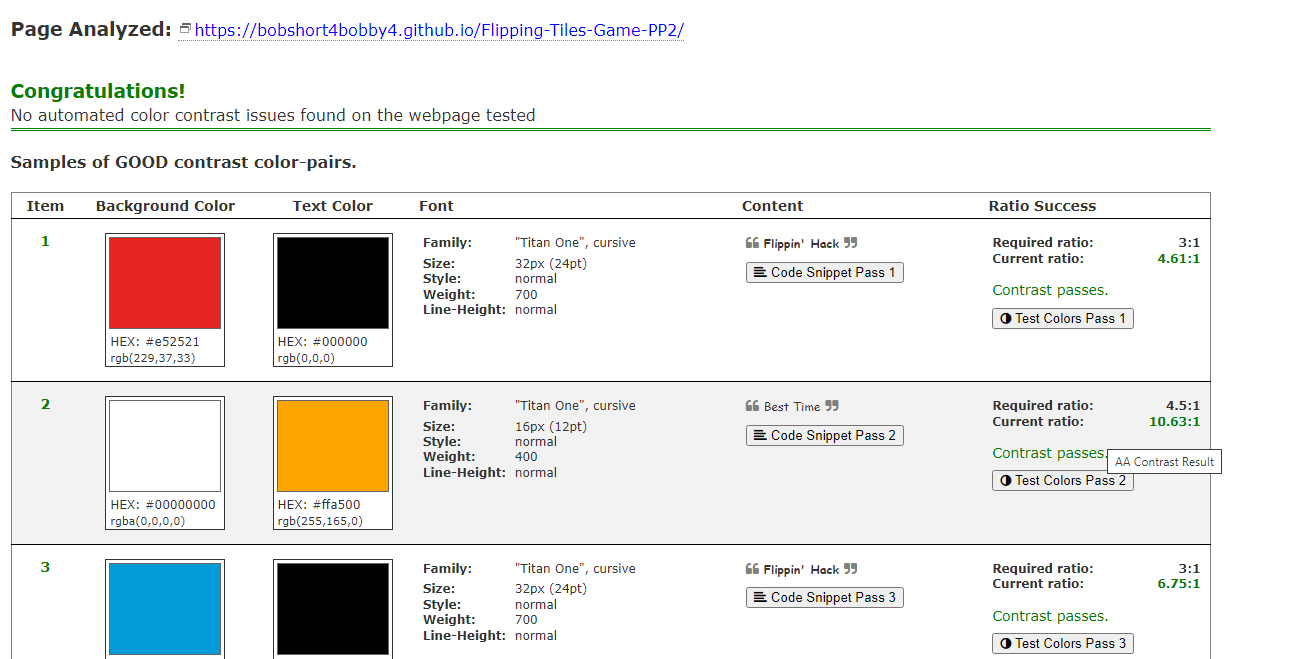 Page Analyzed: https://bobshort4bobby4.github.io/Flipping-Tiles-Game-PP2/
Congratulations!
No automated color contrast issues found on the webpage tested
Samples of GOOD contrast color-pairs.
Item Background Color Text Color Font Content Ratio Success
1
HEX: #e52521
rgb(229,37,33)
HEX: #000000
rgb(0,0,0)
Family: "Titan One", cursive
Size: 32px (24pt)
Style: normal
Weight: 700
Line-Height: normal
❝ Flippin' Hack ❞
Code Snippet Pass 1
Required ratio: 3:1
Current ratio: 4.61:1
Contrast passes.
Test Colors Pass 1
2
HEX: #00000000
rgba(0,0,0,0)
HEX: #ffa500
rgb(255,165,0)
Family: "Titan One", cursive
Size: 16px (12pt)
Style: normal
Weight: 400
Line-Height: normal
❝ Best Time ❞
Code Snippet Pass 2
Required ratio: 4.5:1
Current ratio: 10.63:1
Contrast passes.
AA Contrast Result
Test Colors Pass 2
3
Family: "Titan One", cursive
Size: 32px (24pt)
Style: normal
Weight: 700
Line-Height: normal
❝ Flippin' Hack ❞
Code Snippet Pass 3
Required ratio: 3:1
Current ratio: 6.75:1
Contrast passes.
Test Colors Pass 3